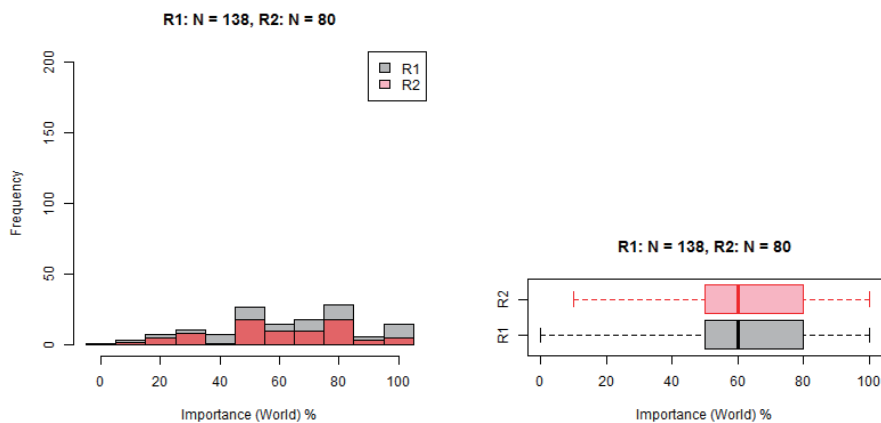 R1: N = 138, R2: N = 80
R1
R2
Frequency
200
150
100
50
0
0 20 40 60 80 100
Importance (World) %
R1: N = 138, R2: N = 80
R2
R1
0 20 40 60 80 100
Importance (World) %